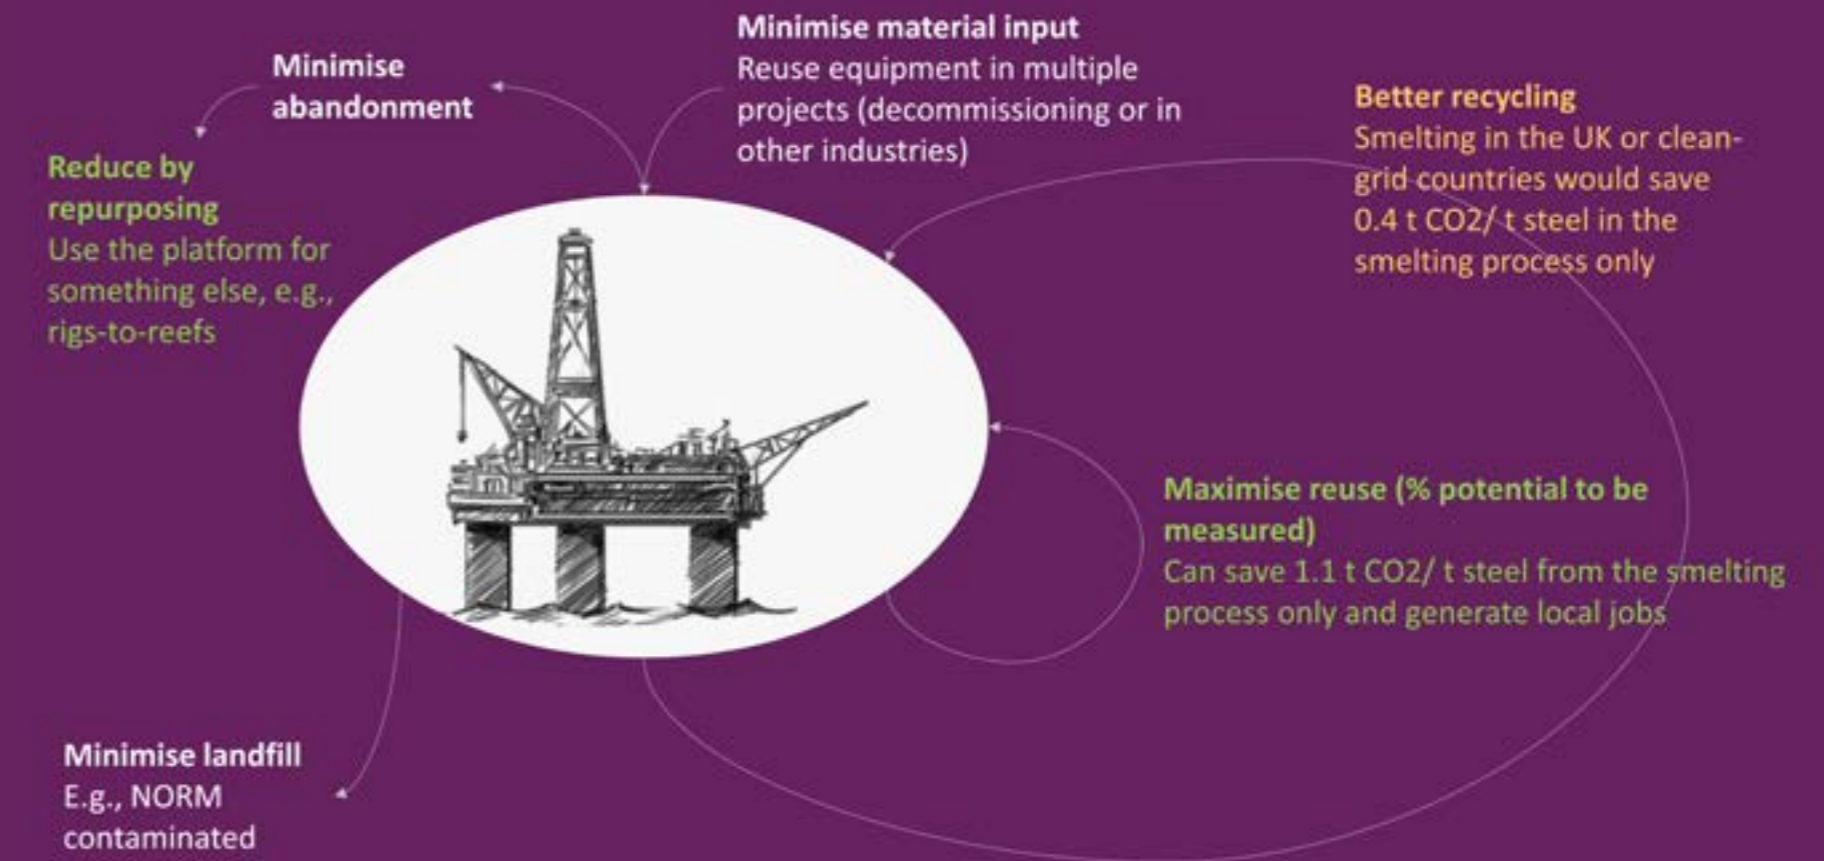 Minimise
abandonment
Minimise material input
Reuse equipment in multiple
projects (decommissioning or in
other industries)
Better recycling
Smelting in the UK or clean-
grid countries would save
0.4 t CO2/ t steel in the
smelting process only
Reduce by
repurposing
Use the platform for
something else, e.g.,
rigs-to-reefs
Maximise reuse (% potential to be
measured)
Can save 1.1 t CO2/ t steel from the smelting
process only and generate local jobs
Minimise landfill
E.g., NORM
contaminated